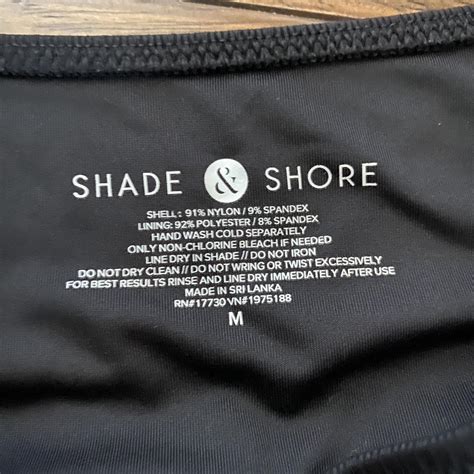 SHADE & SHORE
SHELL: 91% NYLON / 9% SPANDEX
LINING: 92% POLYESTER / 8% SPANDEX
HAND WASH COLD SEPARATELY
ONLY NON-CHLORINE BLEACH IF NEEDED
LINE DRY IN SHADE // DO NOT IRON
DO NOT DRY CLEAN // DO NOT WRING OR TWIST EXCESSIVELY
FOR BEST RESULTS RINSE AND LINE DRY IMMEDIATELY AFTER USE
MADE IN SRI LANKA
RN#17730 VN#1975188
M